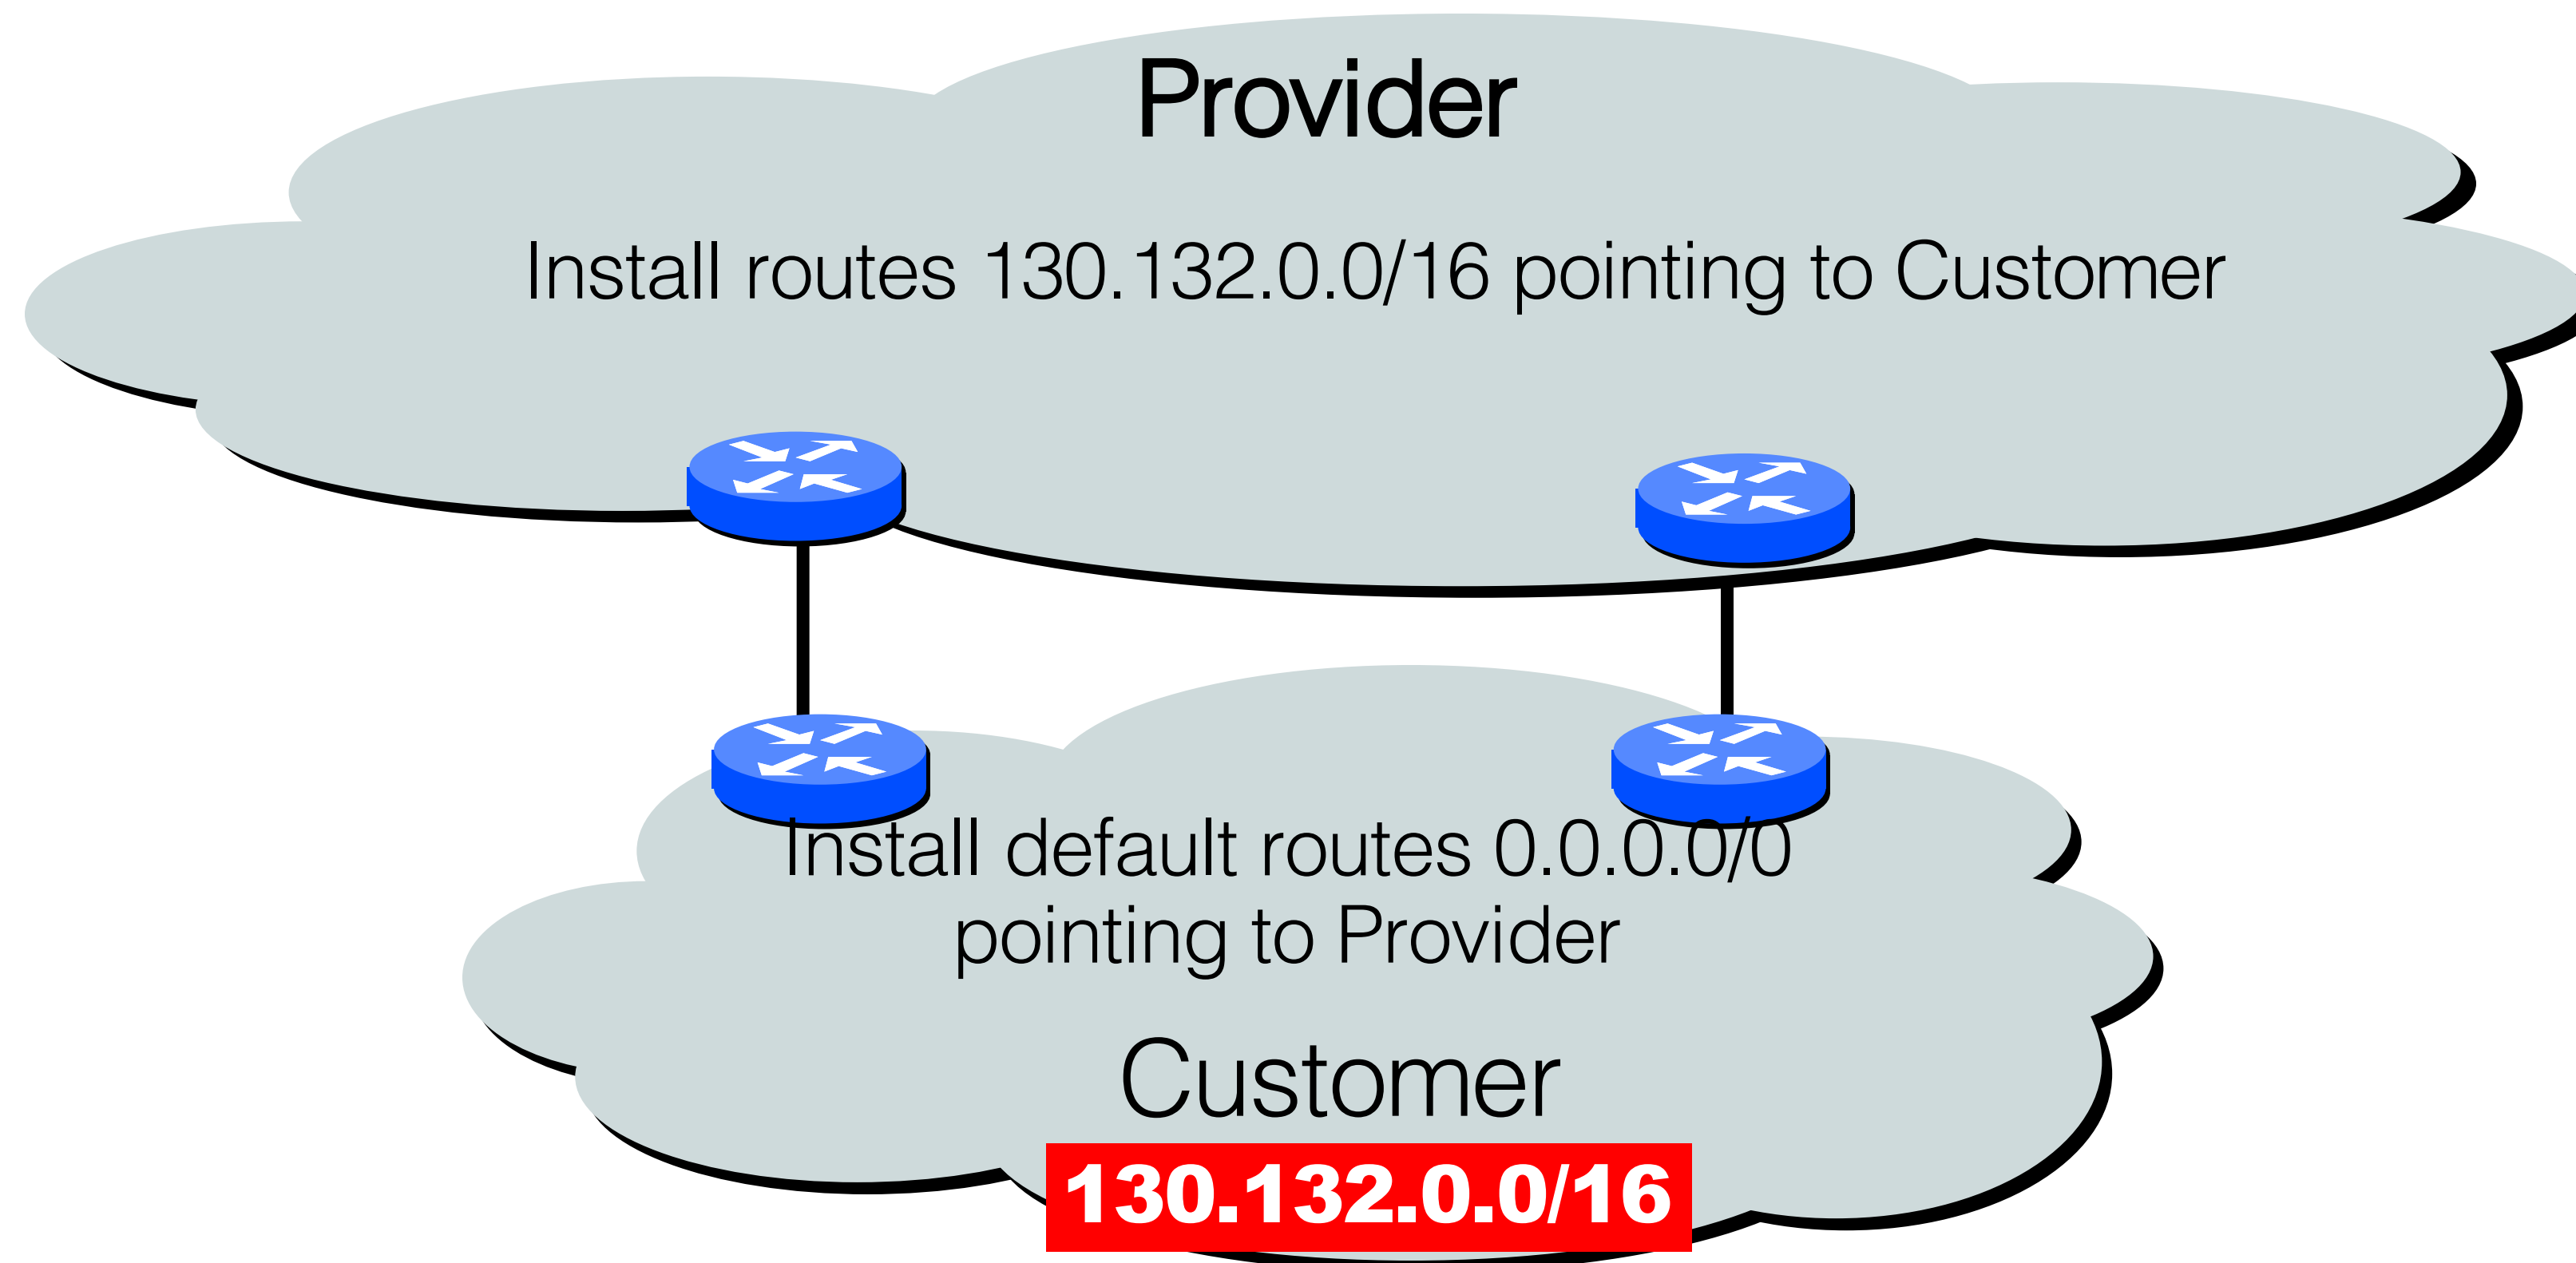 Provider
Install routes 130.132.0.0/16 pointing to Customer
Install default routes 0.0.0.0/0
pointing to Provider
Customer
130.132.0.0/16